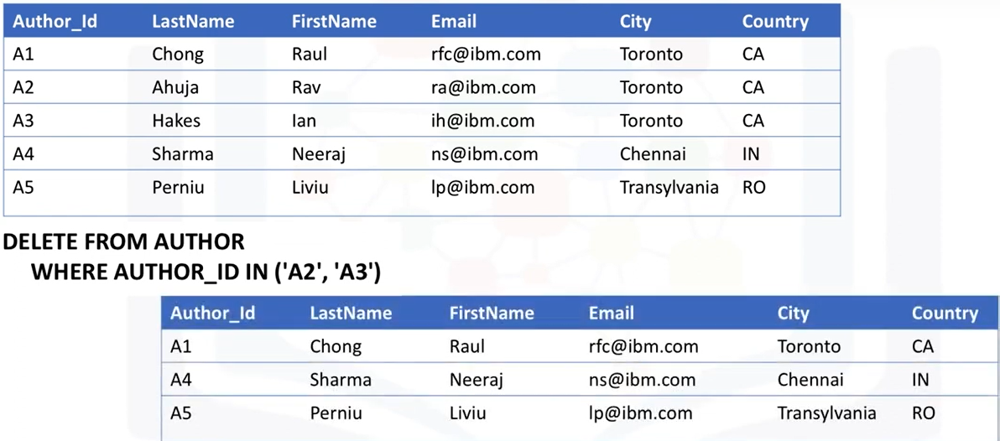 Author_Id LastName FirstName Email City Country
A1 Chong Raul rfc@ibm.com Toronto CA
A2 Ahuja Rav ra@ibm.com Toronto CA
A3 Hakes Ian ih@ibm.com Toronto CA
A4 Sharma Neeraj ns@ibm.com Chennai IN
A5 Perniu Liviu lp@ibm.com Transylvania RO
DELETE FROM AUTHOR
WHERE AUTHOR_ID IN ('A2', 'A3')
Author_Id LastName FirstName Email City Country
A1 Chong Raul rfc@ibm.com Toronto CA
A4 Sharma Neeraj ns@ibm.com Chennai IN
A5 Perniu Liviu lp@ibm.com Transylvania RO